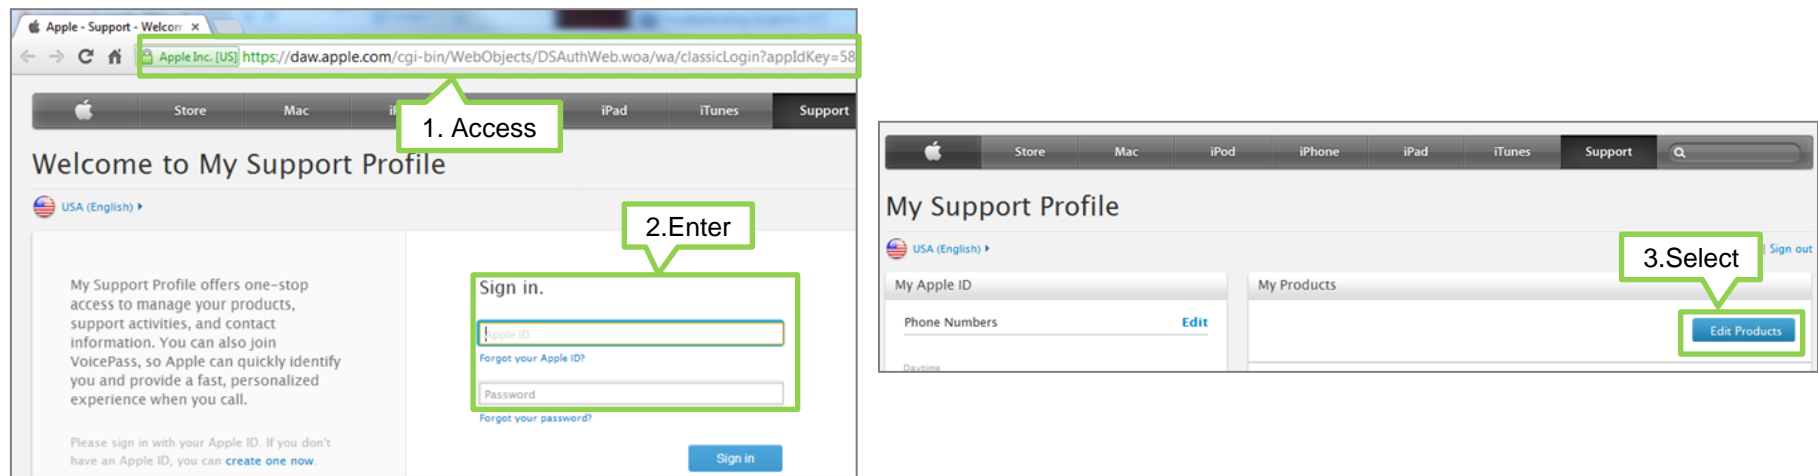 Apple - Support - Welcom
Apple Inc. [US] https://daw.apple.com/cgi-bin/WebObjects/DSAuthWeb.woa/wa/classicLogin?appIdKey=58
Store Mac iPad iTunes Support
1. Access
Welcome to My Support Profile
USA (English)
2.Enter
My Support Profile offers one-stop
access to manage your products,
support activities, and contact
information. You can also join
VoicePass, so Apple can quickly identify
you and provide a fast, personalized
experience when you call.
Please sign in with your Apple ID. If you don't
have an Apple ID, you can create one now.
Sign in.
Apple ID
Forgot your Apple ID?
Password
Forgot your password?
Sign in
Store Mac iPod iPhone iPad iTunes Support
My Support Profile
USA (English)
3.Select
Sign out
My Apple ID
Phone Numbers Edit
Daytime
My Products
Edit Products